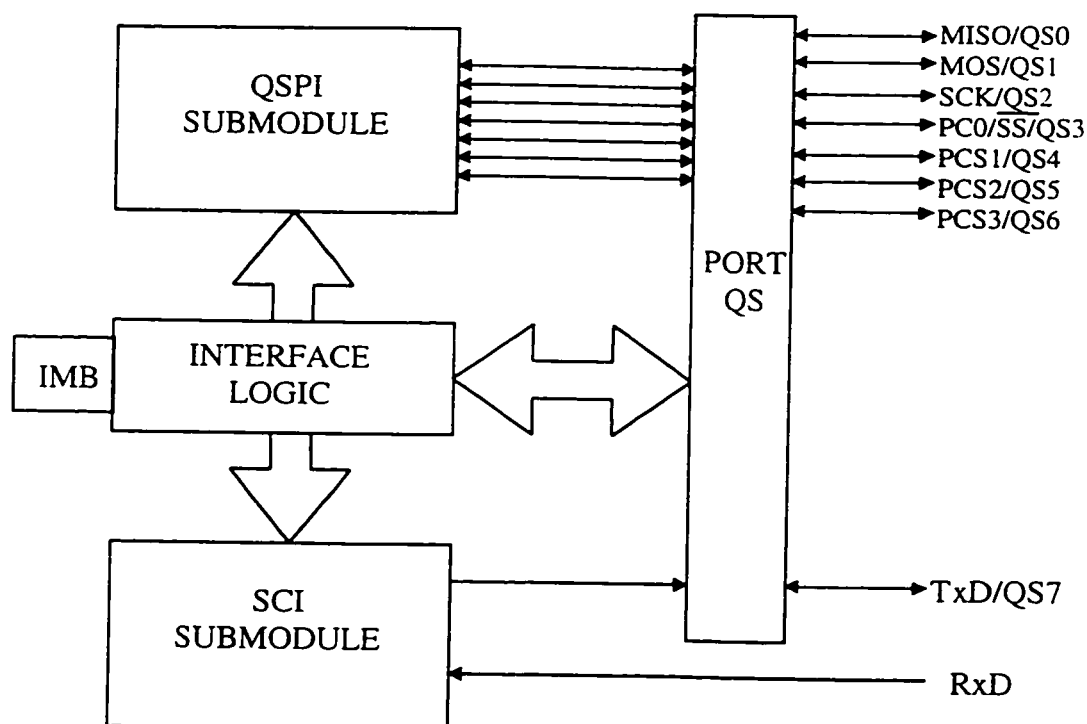 QSPI
SUBMODULE
MISO/QS0
MOS/QS1
SCK/QS2
PC0/SS/QS3
PCS1/QS4
PCS2/QS5
PCS3/QS6
PORT
QS
IMB
INTERFACE
LOGIC
SCI
SUBMODULE
TxD/QS7
RxD